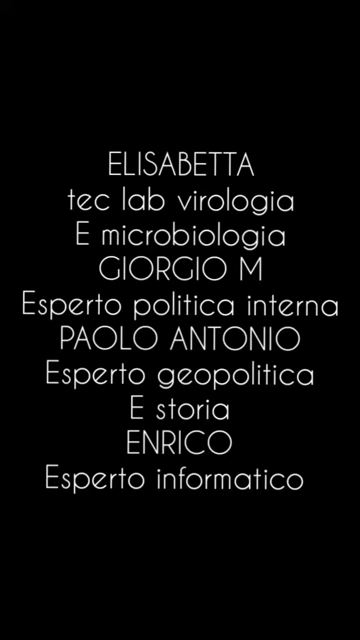 ELISABETTA
tec lab virologia
E microbiologia
GIORGIO M
Esperto politica interna
PAOLO ANTONIO
Esperto geopolitica
E storia
ENRICO
Esperto informatico